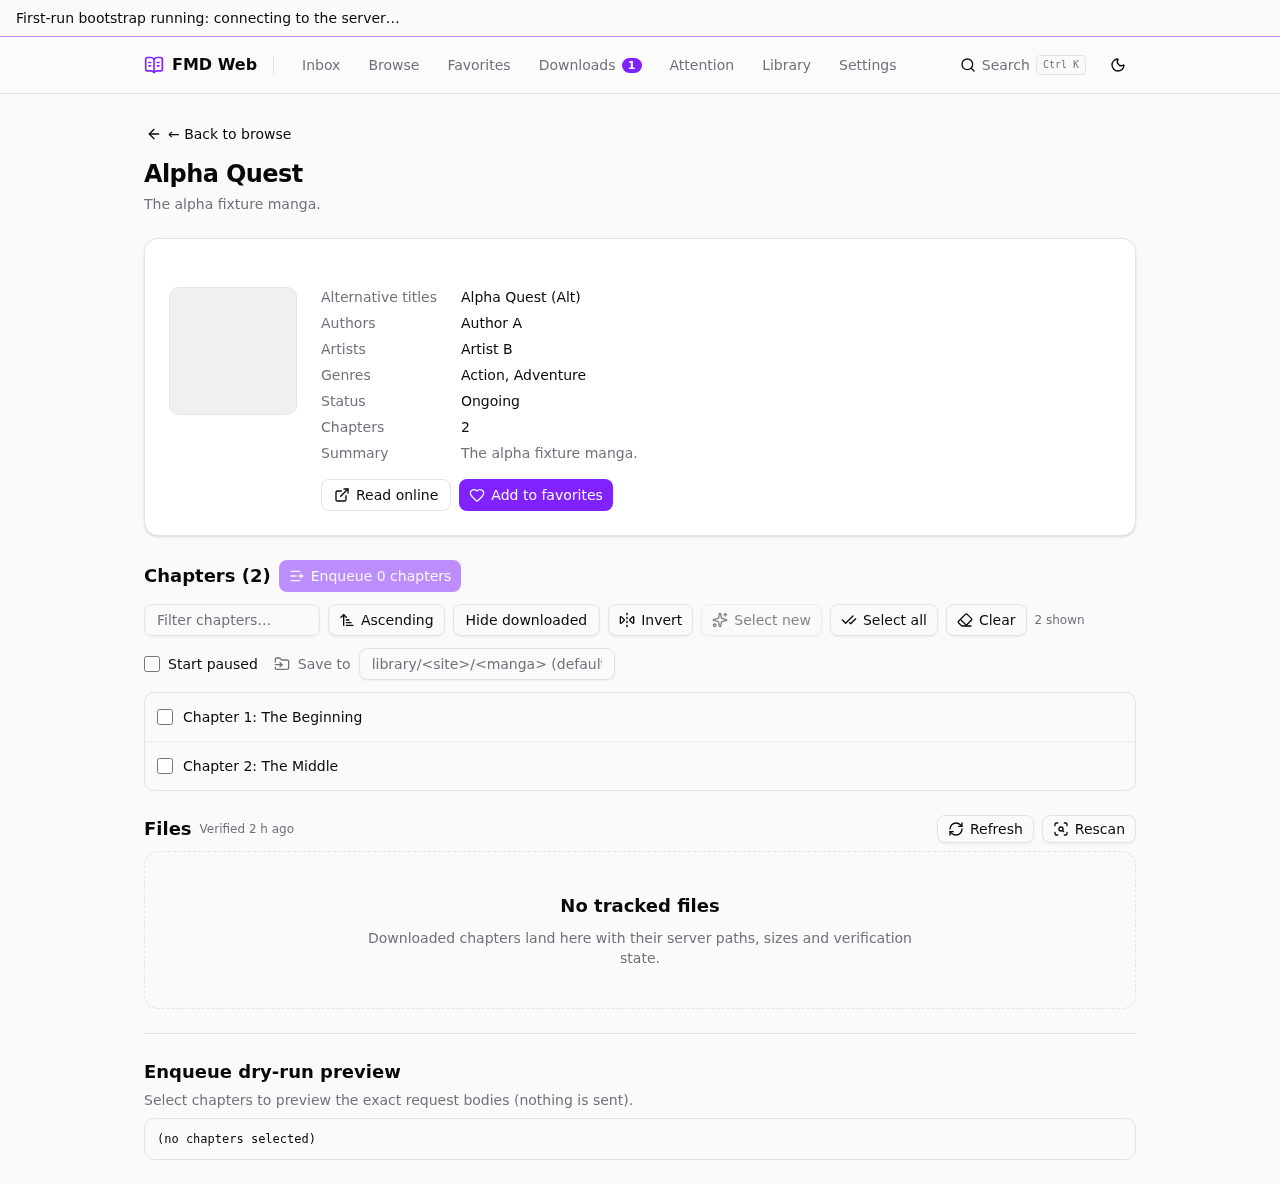 First-run bootstrap running: connecting to the server…
FMD Web
Inbox
Browse
Favorites
Downloads 1
Attention
Library
Settings
Search Ctrl K
← Back to browse
Alpha Quest
The alpha fixture manga.
Alternative titles Alpha Quest (Alt)
Authors Author A
Artists Artist B
Genres Action, Adventure
Status Ongoing
Chapters 2
Summary The alpha fixture manga.
Read online Add to favorites
Chapters (2) Enqueue 0 chapters
Filter chapters… Ascending Hide downloaded Invert Select new Select all Clear 2 shown
Start paused Save to library/<site>/<manga> (defaul
Chapter 1: The Beginning
Chapter 2: The Middle
Files Verified 2 h ago Refresh Rescan
No tracked files
Downloaded chapters land here with their server paths, sizes and verification
state.
Enqueue dry-run preview
Select chapters to preview the exact request bodies (nothing is sent).
(no chapters selected)